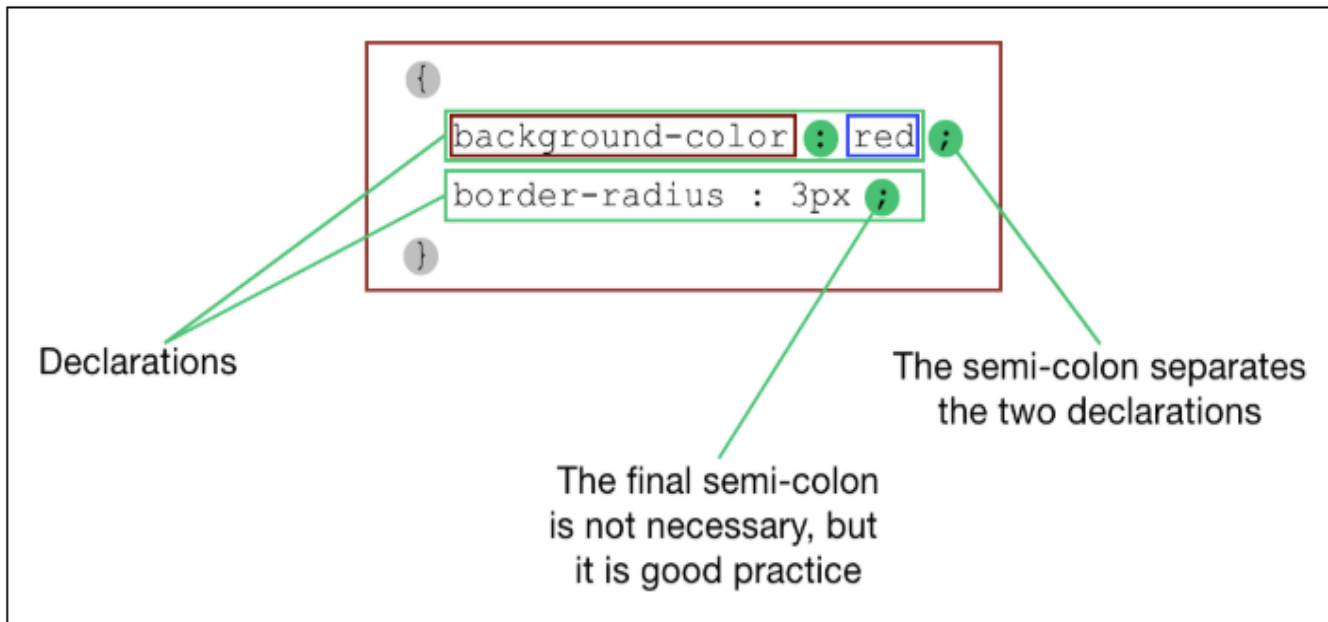 {
background-color : red ;
border-radius : 3px ;
}
Declarations
The semi-colon separates
the two declarations
The final semi-colon
is not necessary, but
it is good practice